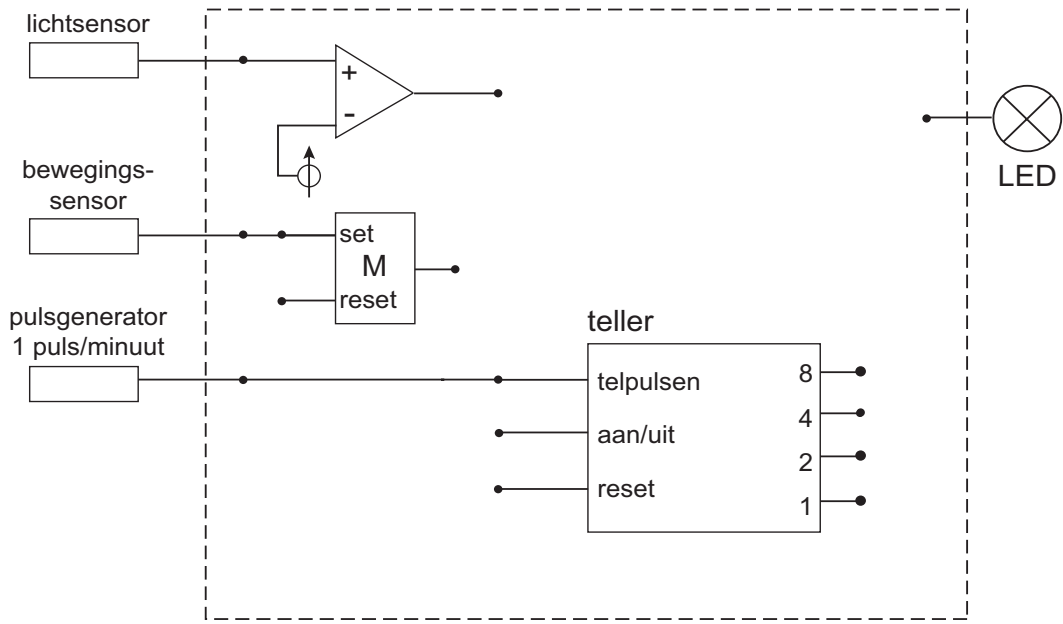 lichtsensor
+
-
bewegings-
sensor
set
M
reset
pulsgenerator
1 puls/minuut
teller
telpulsen
aan/uit
reset
8
4
2
1
LED